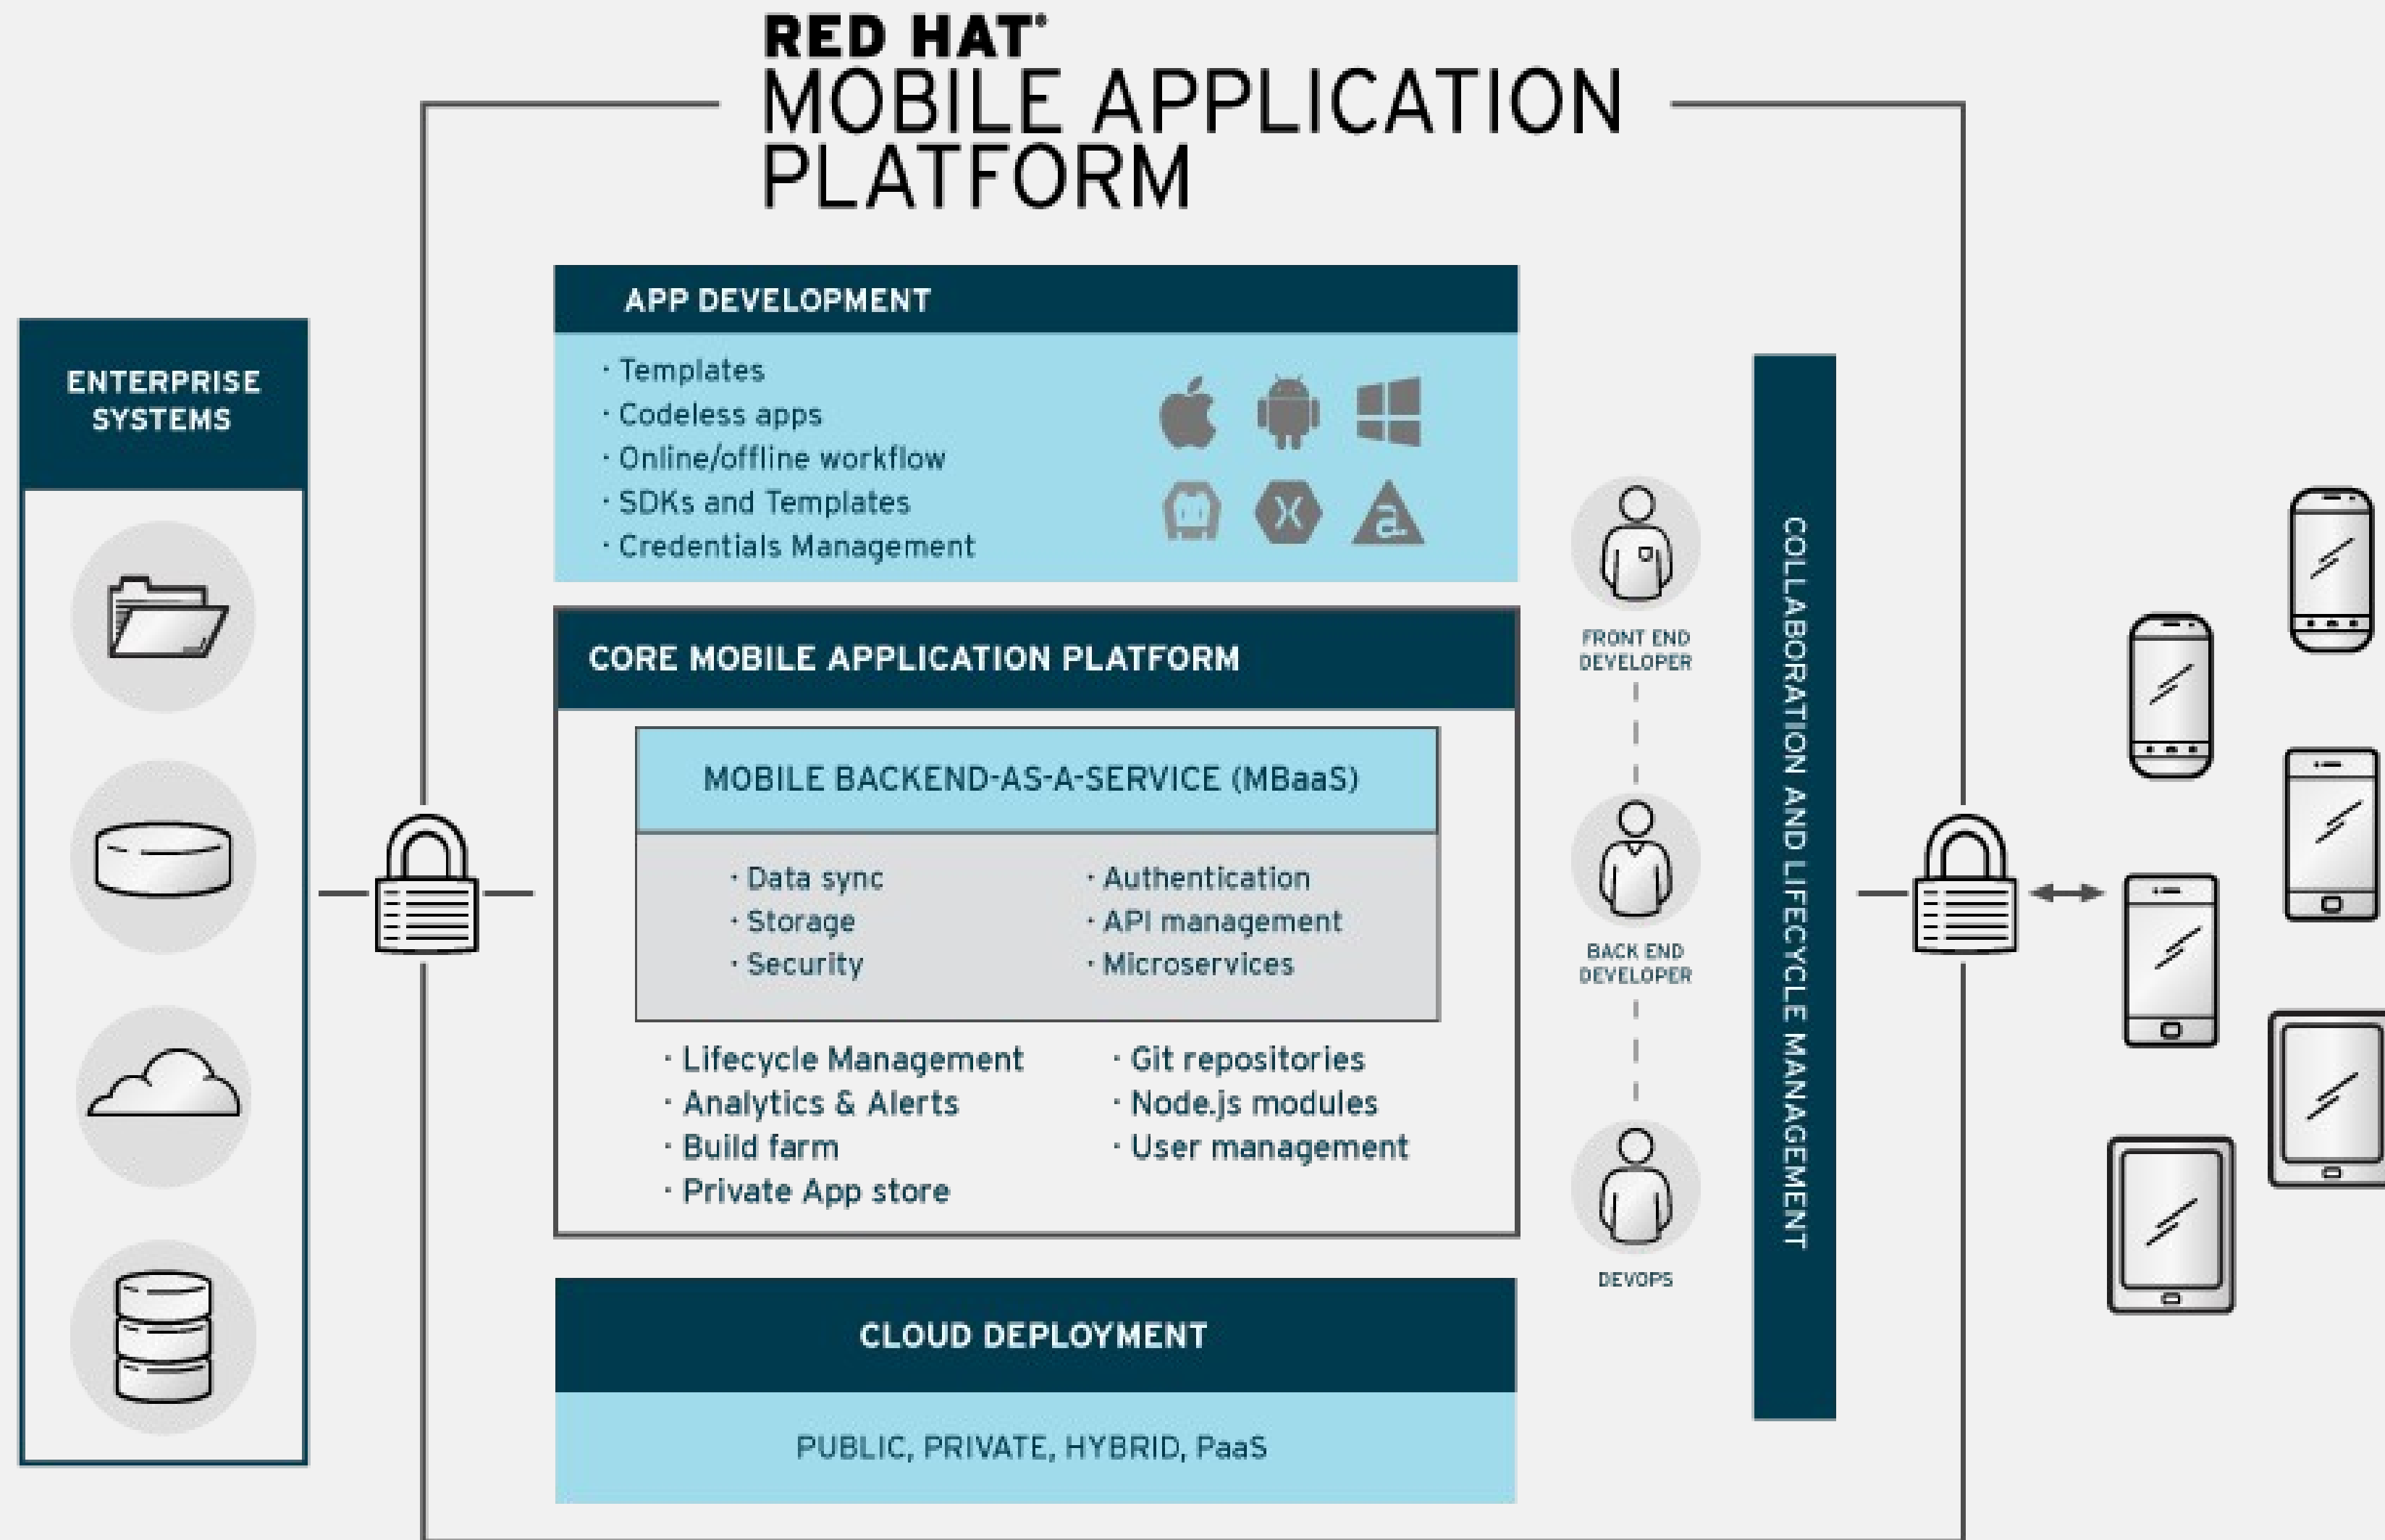 RED HAT®
MOBILE APPLICATION
PLATFORM
ENTERPRISE
SYSTEMS
APP DEVELOPMENT
· Templates
· Codeless apps
· Online/offline workflow
· SDKs and Templates
· Credentials Management
CORE MOBILE APPLICATION PLATFORM
MOBILE BACKEND-AS-A-SERVICE (MBaaS)
· Data sync
· Storage
· Security
· Authentication
· API management
· Microservices
· Lifecycle Management
· Analytics & Alerts
· Build farm
· Private App store
· Git repositories
· Node.js modules
· User management
CLOUD DEPLOYMENT
PUBLIC, PRIVATE, HYBRID, PaaS
FRONT END
DEVELOPER
BACK END
DEVELOPER
DEVOPS
COLLABORATION AND LIFECYCLE MANAGEMENT